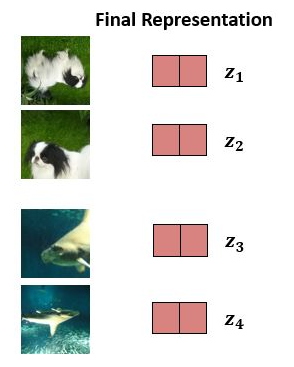 Final Representation
z1
z2
z3
z4